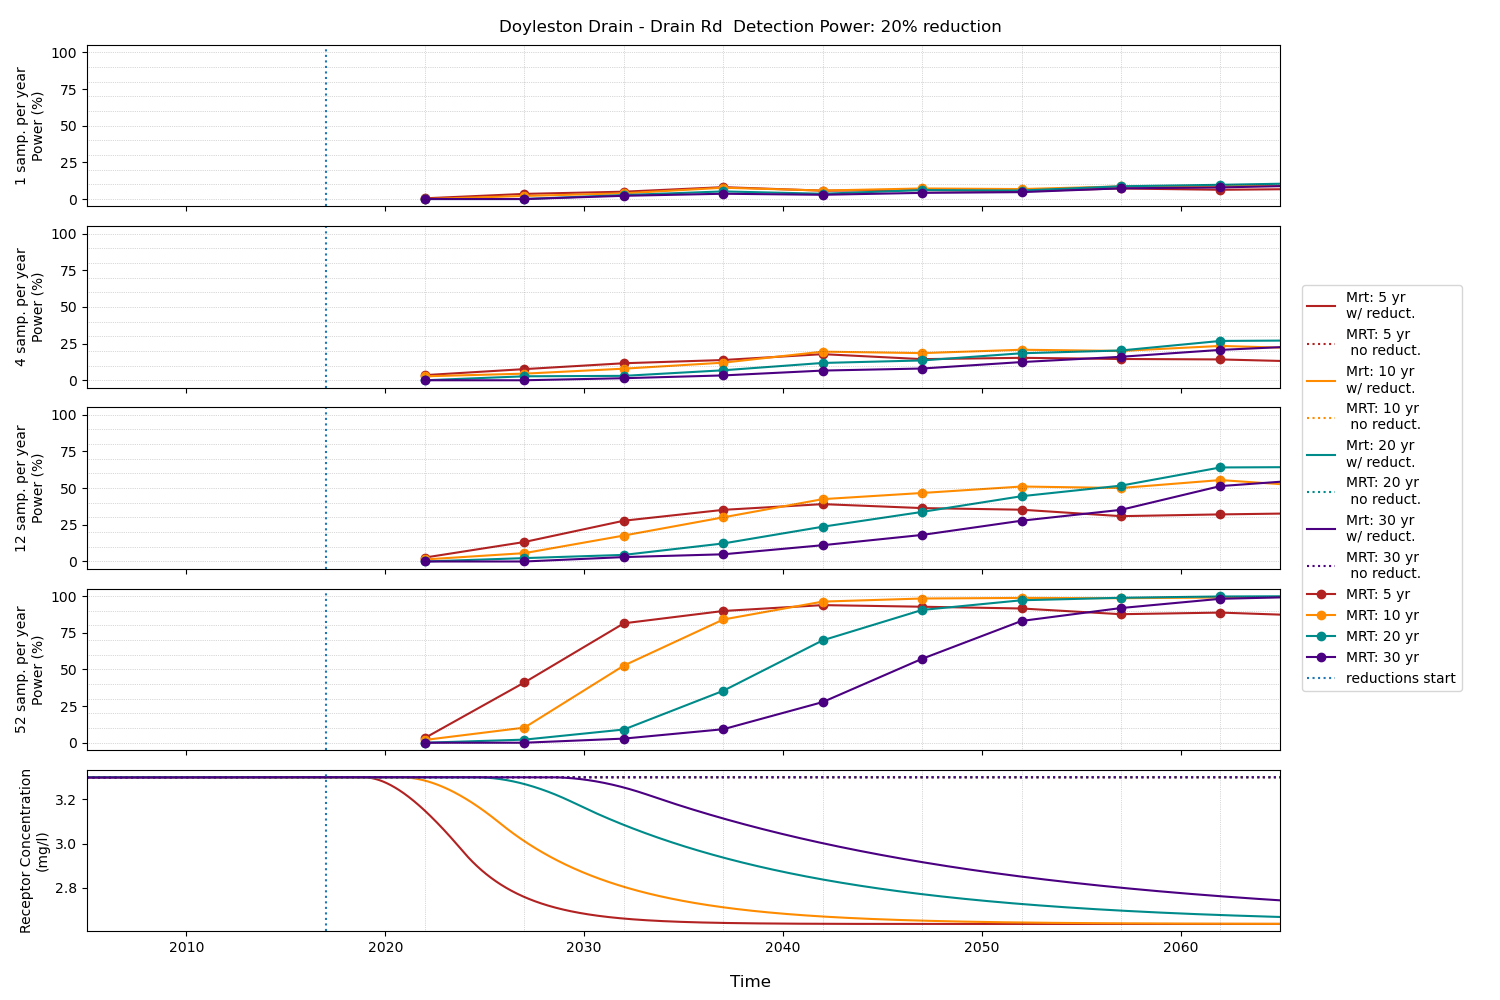 Doyleston Drain - Drain Rd  Detection Power: 20% reduction
1 samp. per year
Power (%)
100
75
50
25
0
4 samp. per year
Power (%)
100
75
50
25
0
12 samp. per year
Power (%)
100
75
50
25
0
52 samp. per year
Power (%)
100
75
50
25
0
Receptor Concentration
(mg/l)
3.2
3.0
2.8
2010
2020
2030
2040
2050
2060
Time
Mrt: 5 yr
w/ reduct.
MRT: 5 yr
no reduct.
Mrt: 10 yr
w/ reduct.
MRT: 10 yr
no reduct.
Mrt: 20 yr
w/ reduct.
MRT: 20 yr
no reduct.
Mrt: 30 yr
w/ reduct.
MRT: 30 yr
no reduct.
MRT: 5 yr
MRT: 10 yr
MRT: 20 yr
MRT: 30 yr
reductions start